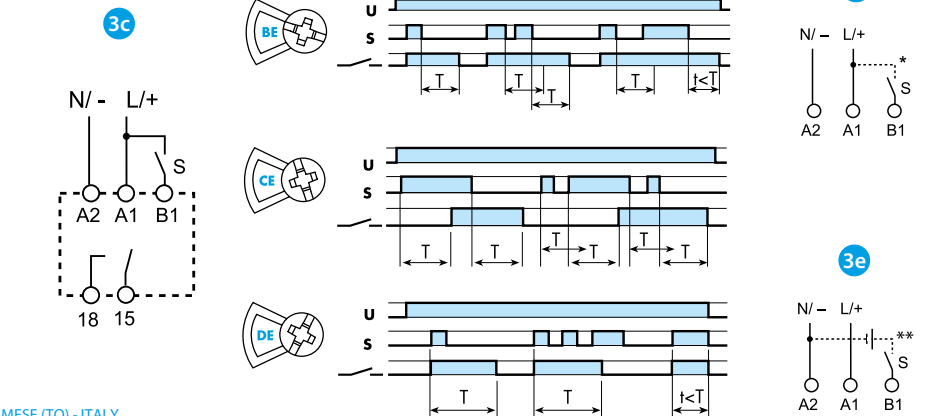 3c
N/ - L/+
S
A2 A1 B1
18 15
BE
U
S
T T T T t<T
CE
U
S
T T T T T T
DE
U
S
T T t<T
N/ - L/+
*
S
A2 A1 B1
3e
N/ - L/+
**
S
A2 A1 B1
MESE (TO) - ITALY